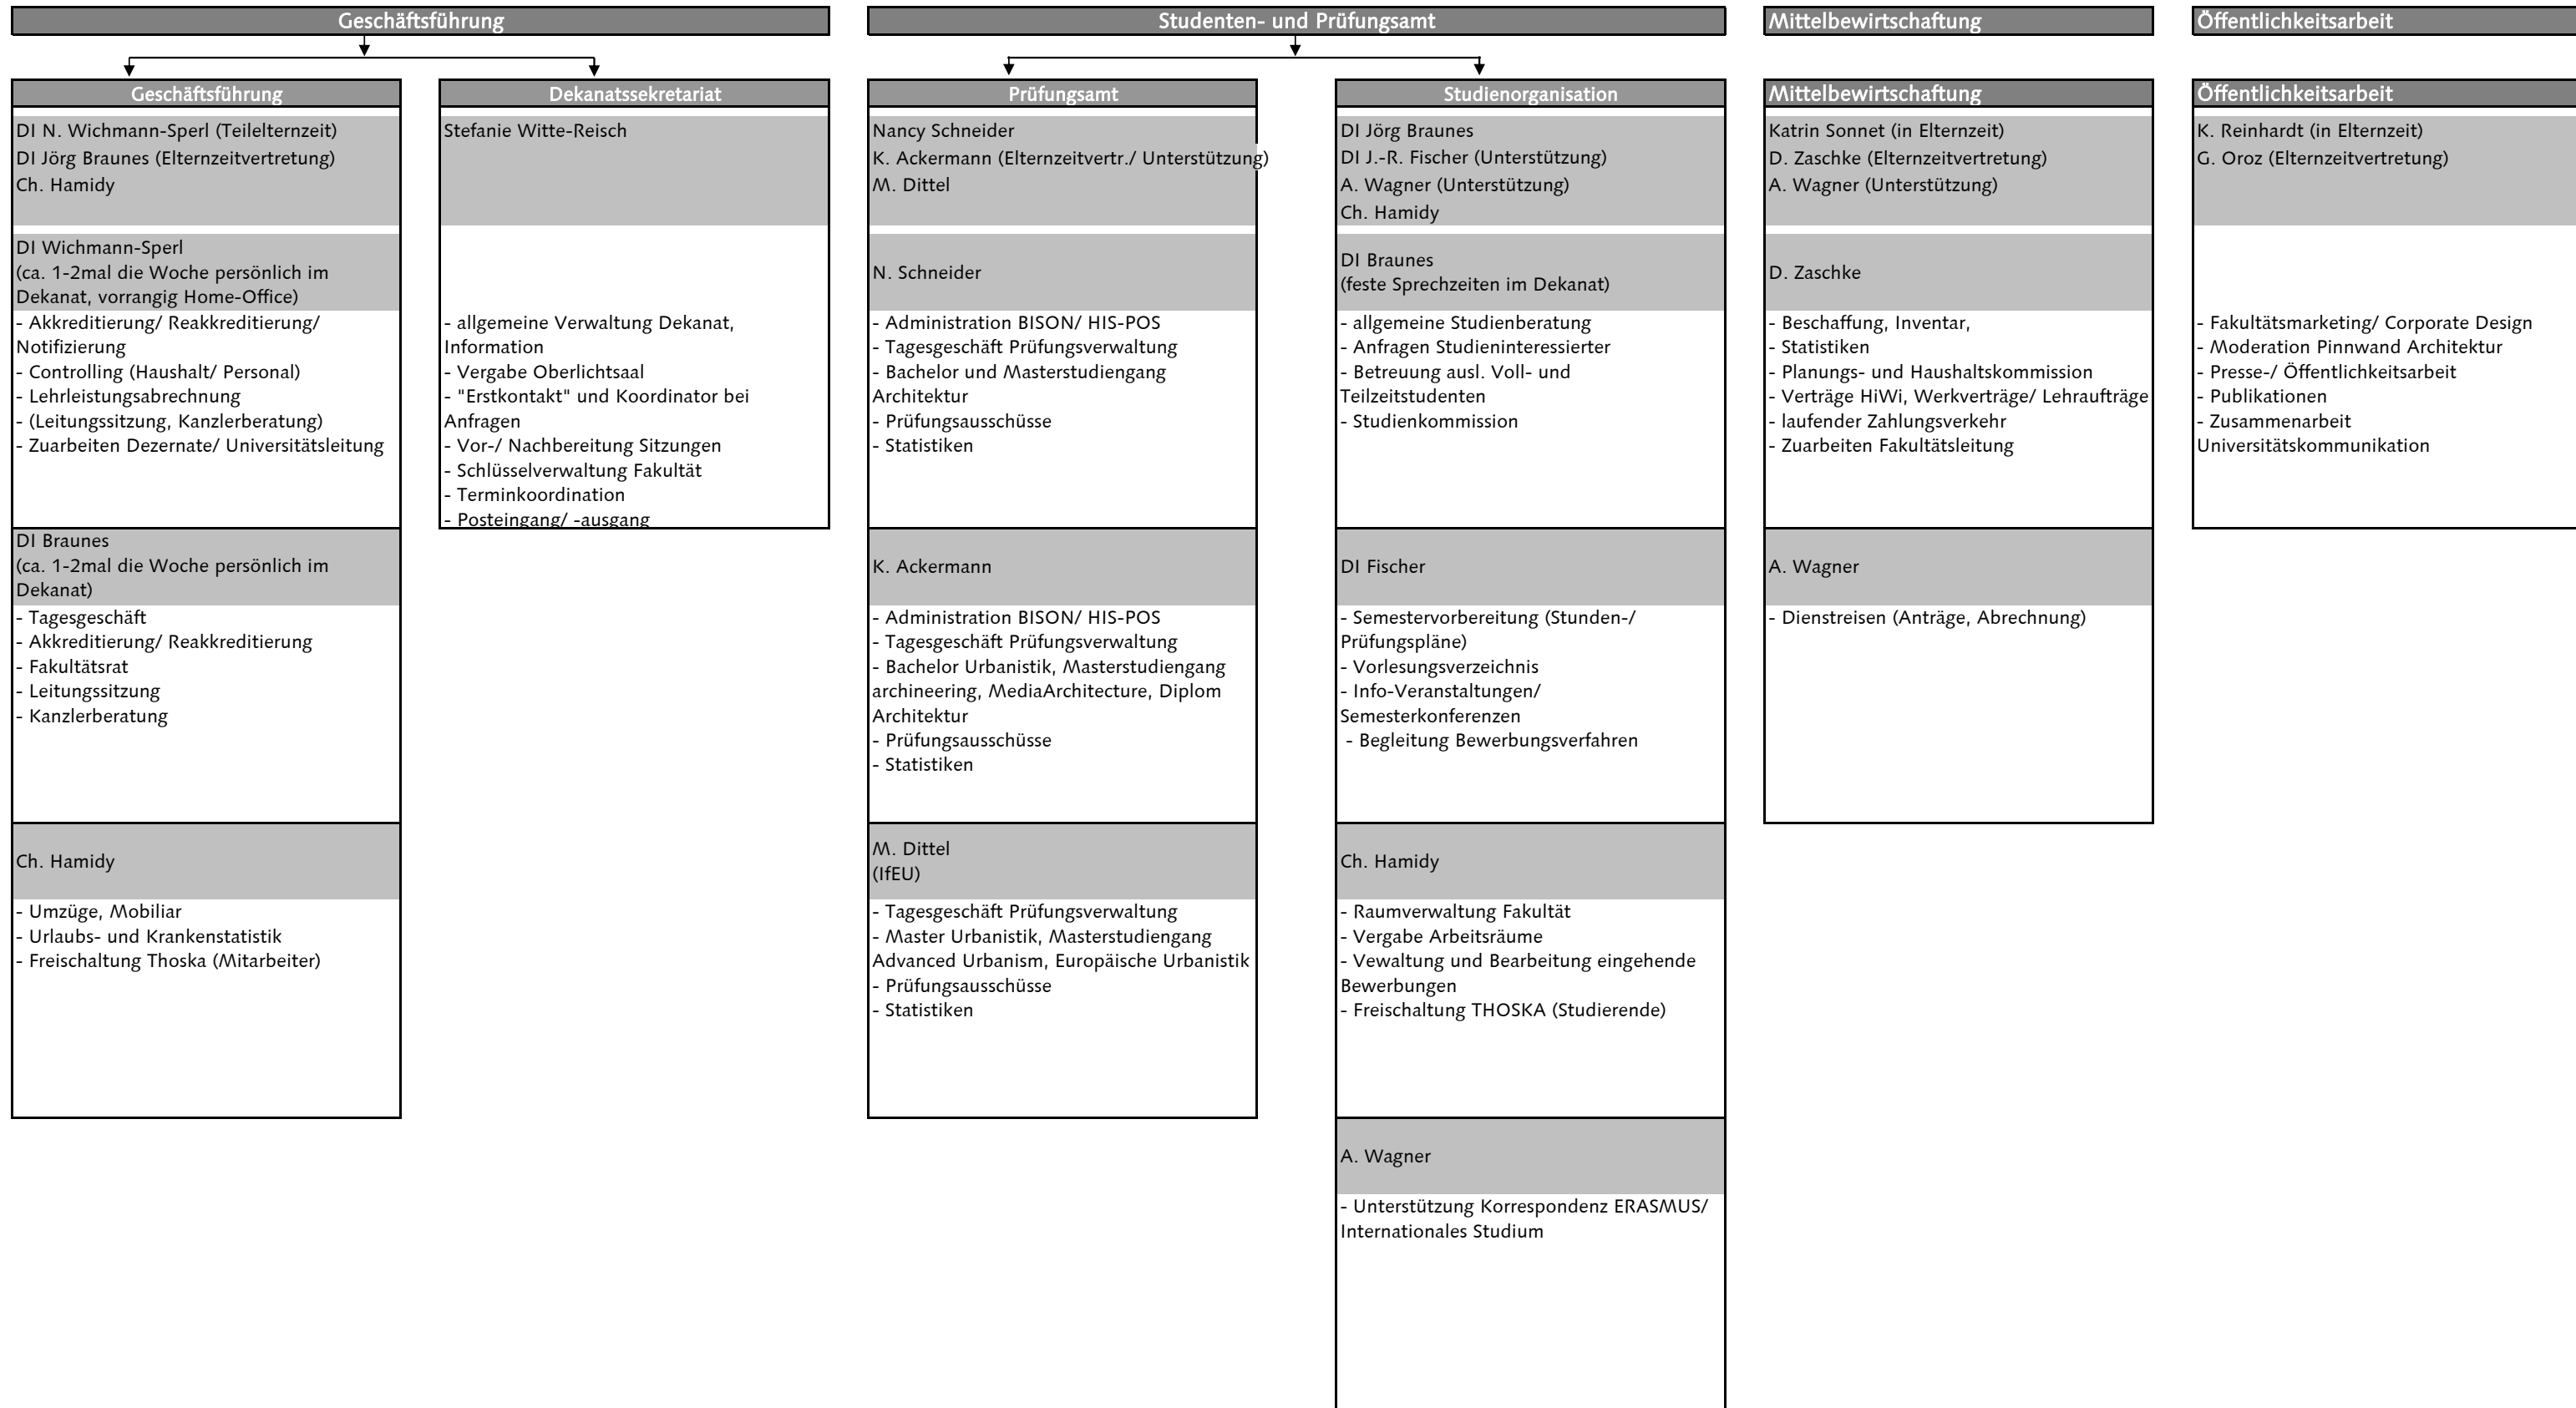 Geschäftsführung
Studenten- und Prüfungsamt
Mittelbewirtschaftung
Öffentlichkeitsarbeit
Geschäftsführung
DI N. Wichmann-Sperl (Teilelternzeit)
DI Jörg Braunes (Elternzeitvertretung)
Ch. Hamidy
DI Wichmann-Sperl
(ca. 1-2mal die Woche persönlich im
Dekanat, vorrangig Home-Office)
- Akkreditierung/ Reakkreditierung/
Notifizierung
- Controlling (Haushalt/ Personal)
- Lehrleistungsabrechnung
- (Leitungssitzung, Kanzlerberatung)
- Zuarbeiten Dezernate/ Universitätsleitung
DI Braunes
(ca. 1-2mal die Woche persönlich im
Dekanat)
- Tagesgeschäft
- Akkreditierung/ Reakkreditierung
- Fakultätsrat
- Leitungssitzung
- Kanzlerberatung
Ch. Hamidy
- Umzüge, Mobiliar
- Urlaubs- und Krankenstatistik
- Freischaltung Thoska (Mitarbeiter)
Dekanatssekretariat
Stefanie Witte-Reisch
- allgemeine Verwaltung Dekanat,
Information
- Vergabe Oberlichtsaal
- "Erstkontakt" und Koordinator bei
Anfragen
- Vor-/ Nachbereitung Sitzungen
- Schlüsselverwaltung Fakultät
- Terminkoordination
- Posteingang/ -ausgang
Prüfungsamt
Nancy Schneider
K. Ackermann (Elternzeitvertr./ Unterstützung)
M. Dittel
N. Schneider
- Administration BISON/ HIS-POS
- Tagesgeschäft Prüfungsverwaltung
- Bachelor und Masterstudiengang
Architektur
- Prüfungsausschüsse
- Statistiken
K. Ackermann
- Administration BISON/ HIS-POS
- Tagesgeschäft Prüfungsverwaltung
- Bachelor Urbanistik, Masterstudiengang
archineering, MediaArchitecture, Diplom
Architektur
- Prüfungsausschüsse
- Statistiken
M. Dittel
(IfEU)
- Tagesgeschäft Prüfungsverwaltung
- Master Urbanistik, Masterstudiengang
Advanced Urbanism, Europäische Urbanistik
- Prüfungsausschüsse
- Statistiken
Studienorganisation
DI Jörg Braunes
DI J.-R. Fischer (Unterstützung)
A. Wagner (Unterstützung)
Ch. Hamidy
DI Braunes
(feste Sprechzeiten im Dekanat)
- allgemeine Studienberatung
- Anfragen Studieninteressierter
- Betreuung ausl. Voll- und
Teilzeitstudenten
- Studienkommission
DI Fischer
- Semestervorbereitung (Stunden-/
Prüfungspläne)
- Vorlesungsverzeichnis
- Info-Veranstaltungen/
Semesterkonferenzen
- Begleitung Bewerbungsverfahren
Ch. Hamidy
- Raumverwaltung Fakultät
- Vergabe Arbeitsräume
- Vewaltung und Bearbeitung eingehende
Bewerbungen
- Freischaltung THOSKA (Studierende)
A. Wagner
- Unterstützung Korrespondenz ERASMUS/
Internationales Studium
Mittelbewirtschaftung
Katrin Sonnet (in Elternzeit)
D. Zaschke (Elternzeitvertretung)
A. Wagner (Unterstützung)
D. Zaschke
- Beschaffung, Inventar,
- Statistiken
- Planungs- und Haushaltskommission
- Verträge HiWi, Werkverträge/ Lehraufträge
- laufender Zahlungsverkehr
- Zuarbeiten Fakultätsleitung
A. Wagner
- Dienstreisen (Anträge, Abrechnung)
Öffentlichkeitsarbeit
K. Reinhardt (in Elternzeit)
G. Oroz (Elternzeitvertretung)
- Fakultätsmarketing/ Corporate Design
- Moderation Pinnwand Architektur
- Presse-/ Öffentlichkeitsarbeit
- Publikationen
- Zusammenarbeit
Universitätskommunikation